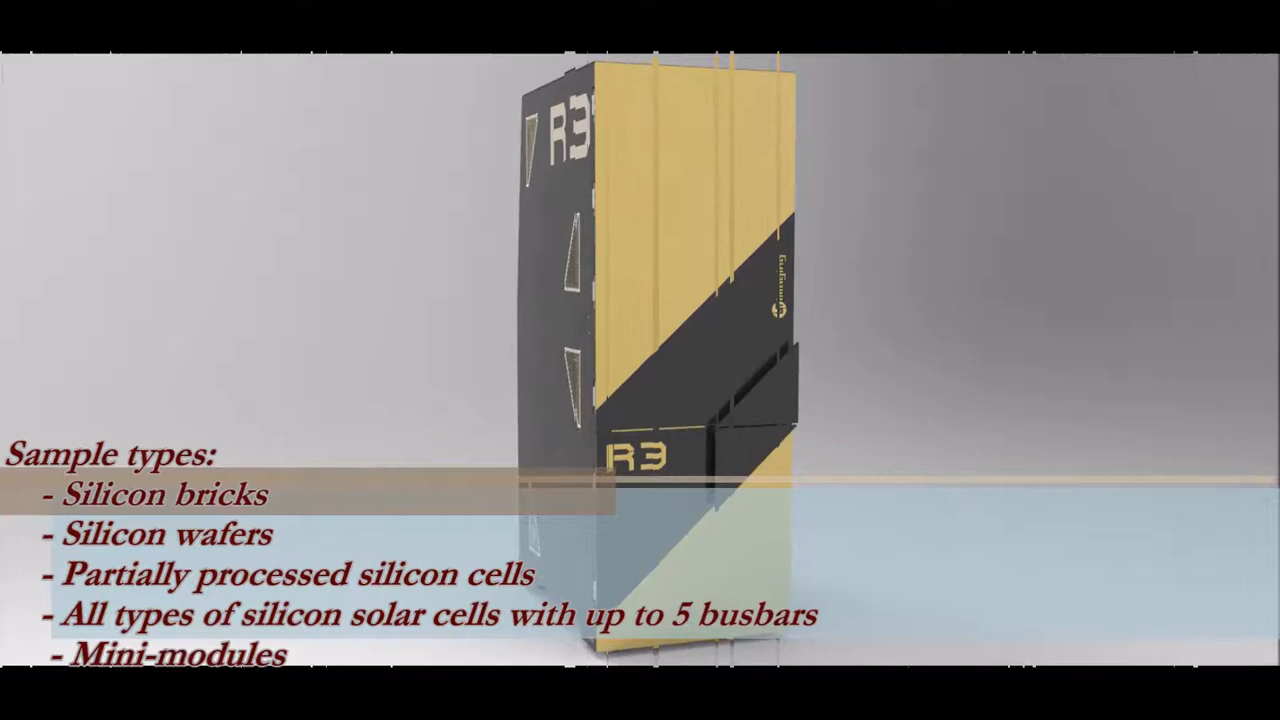 R3
R3
Sample types:
- Silicon bricks
- Silicon wafers
- Partially processed silicon cells
- All types of silicon solar cells with up to 5 busbars
- Mini-modules